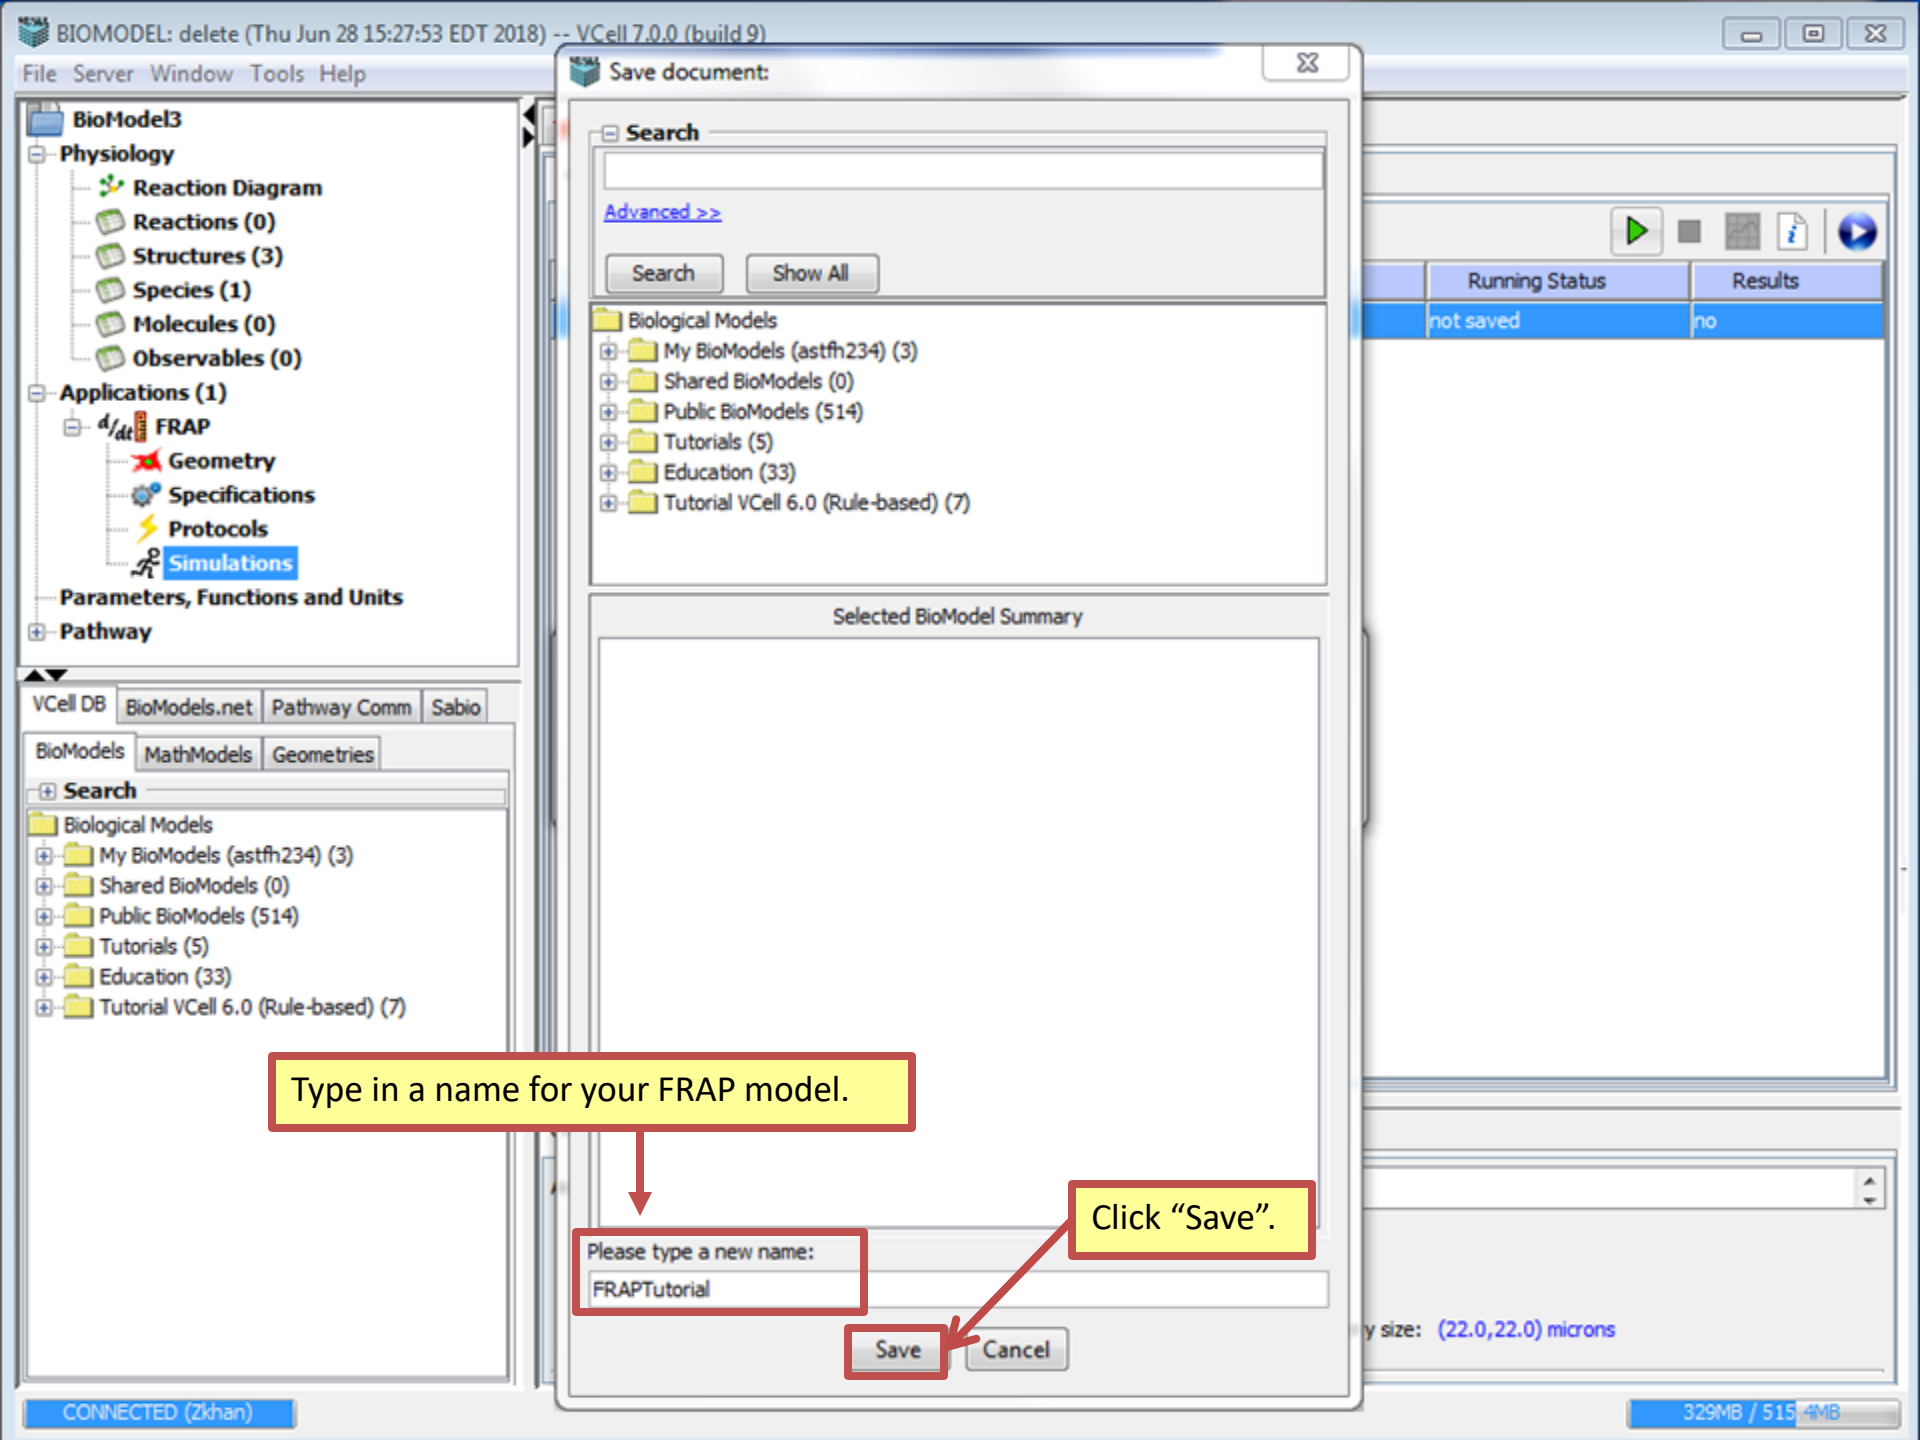 BIOMODEL: delete (Thu Jun 28 15:27:53 EDT 2018) -- VCell 7.0.0 (build 9)
File Server Window Tools Help
BioModel3
Physiology
Reaction Diagram
Reactions (0)
Structures (3)
Species (1)
Molecules (0)
Observables (0)
Applications (1)
d/dt FRAP
Geometry
Specifications
Protocols
Simulations
Parameters, Functions and Units
Pathway
VCell DB BioModels.net Pathway Comm Sabio
BioModels MathModels Geometries
Search
Biological Models
My BioModels (astfh234) (3)
Shared BioModels (0)
Public BioModels (514)
Tutorials (5)
Education (33)
Tutorial VCell 6.0 (Rule-based) (7)
CONNECTED (Zkhan)
Save document:
Search
Advanced >>
Search Show All
Biological Models
My BioModels (astfh234) (3)
Shared BioModels (0)
Public BioModels (514)
Tutorials (5)
Education (33)
Tutorial VCell 6.0 (Rule-based) (7)
Selected BioModel Summary
Type in a name for your FRAP model.
Click “Save”.
Please type a new name:
FRAPTutorial
Save Cancel
Running Status Results
not saved no
y size: (22.0,22.0) microns
329MB / 515.4MB